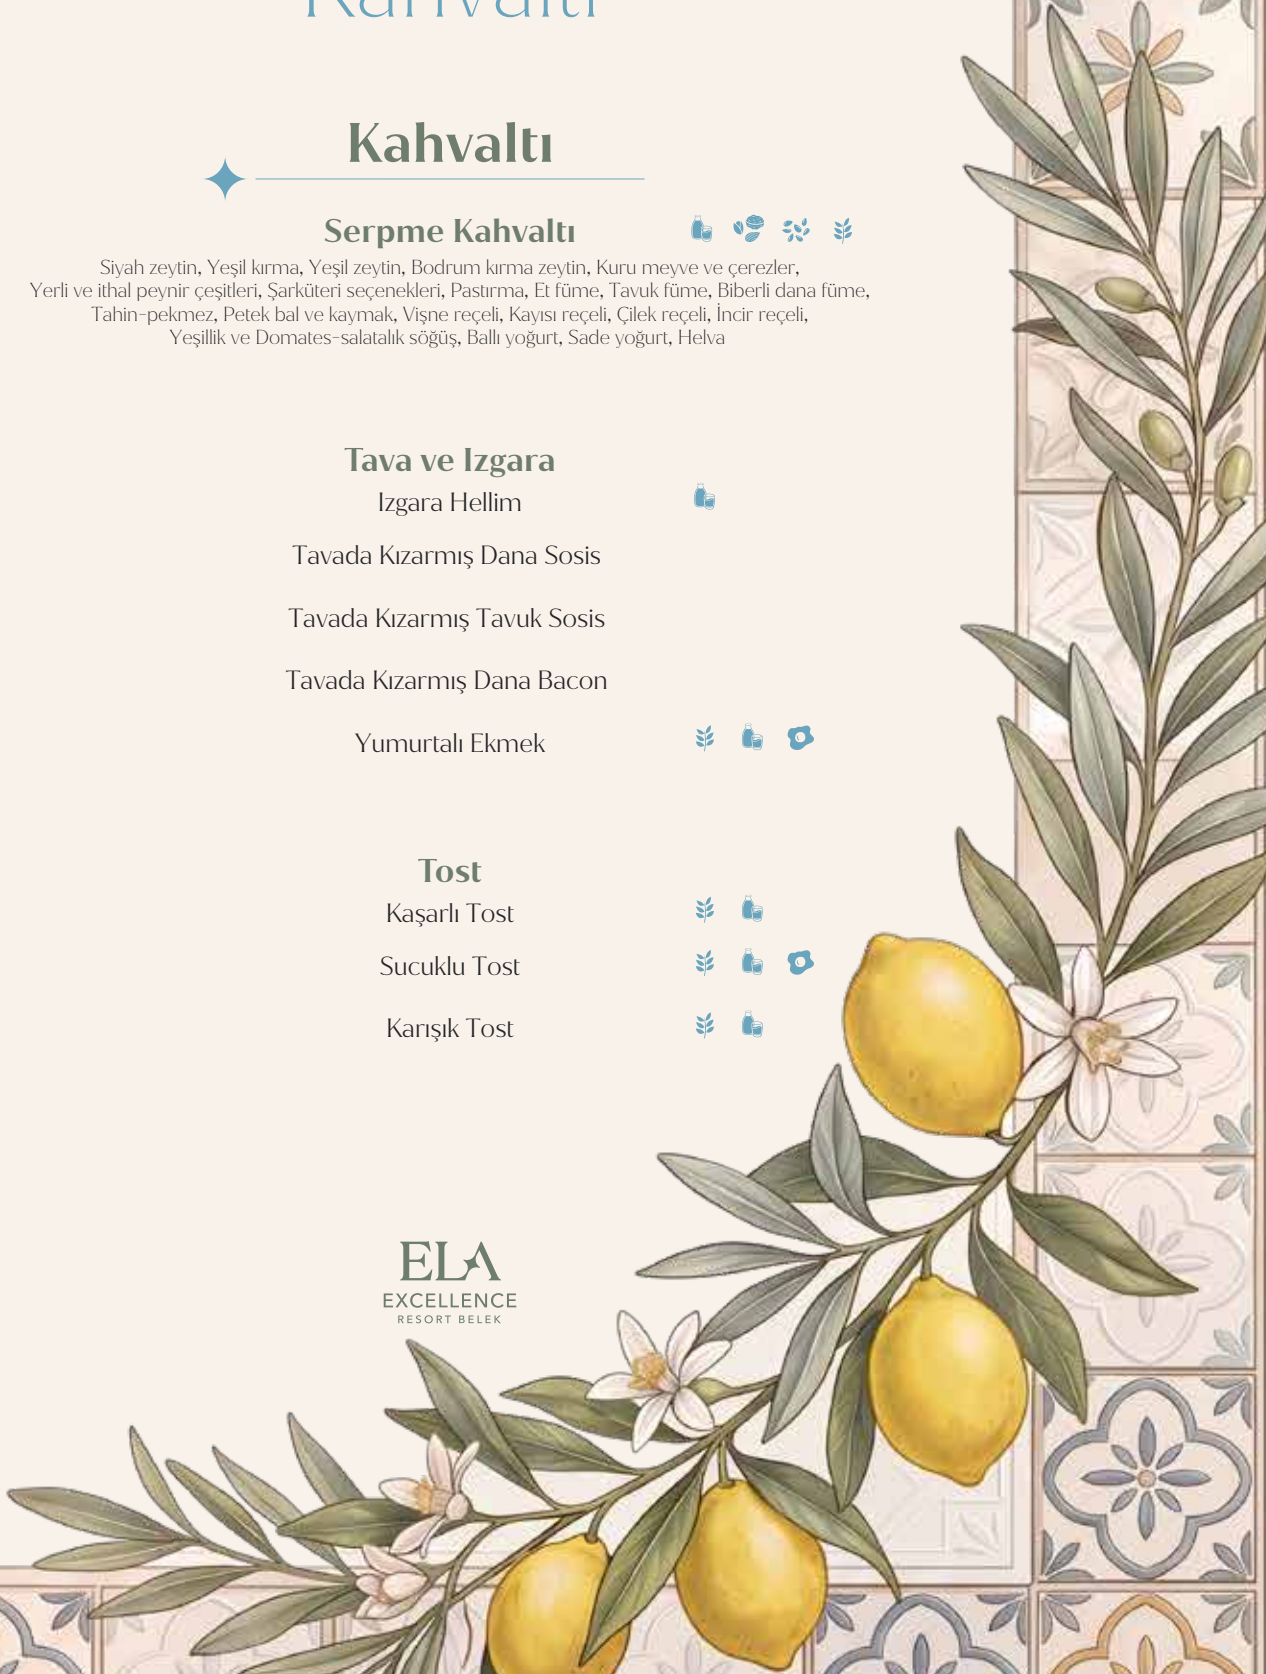 Kahvaltı
Kahvaltı
Serpme Kahvaltı
Siyah zeytin, Yeşil kırma, Yeşil zeytin, Bodrum kırma zeytin, Kuru meyve ve çerezler,
Yerli ve ithal peynir çeşitleri, Şarküteri seçenekleri, Pastırma, Et füme, Tavuk füme, Biberli dana füme,
Tahin-pekmez, Petek bal ve kaymak, Vişne reçeli, Kayısı reçeli, Çilek reçeli, İncir reçeli,
Yeşillik ve Domates-salatalık söğüş, Ballı yoğurt, Sade yoğurt, Helva
Tava ve Izgara
Izgara Hellim
Tavada Kızarmış Dana Sosis
Tavada Kızarmış Tavuk Sosis
Tavada Kızarmış Dana Bacon
Yumurtalı Ekmek
Tost
Kaşarlı Tost
Sucuklu Tost
Karışık Tost
ELA
EXCELLENCE
RESORT BELEK